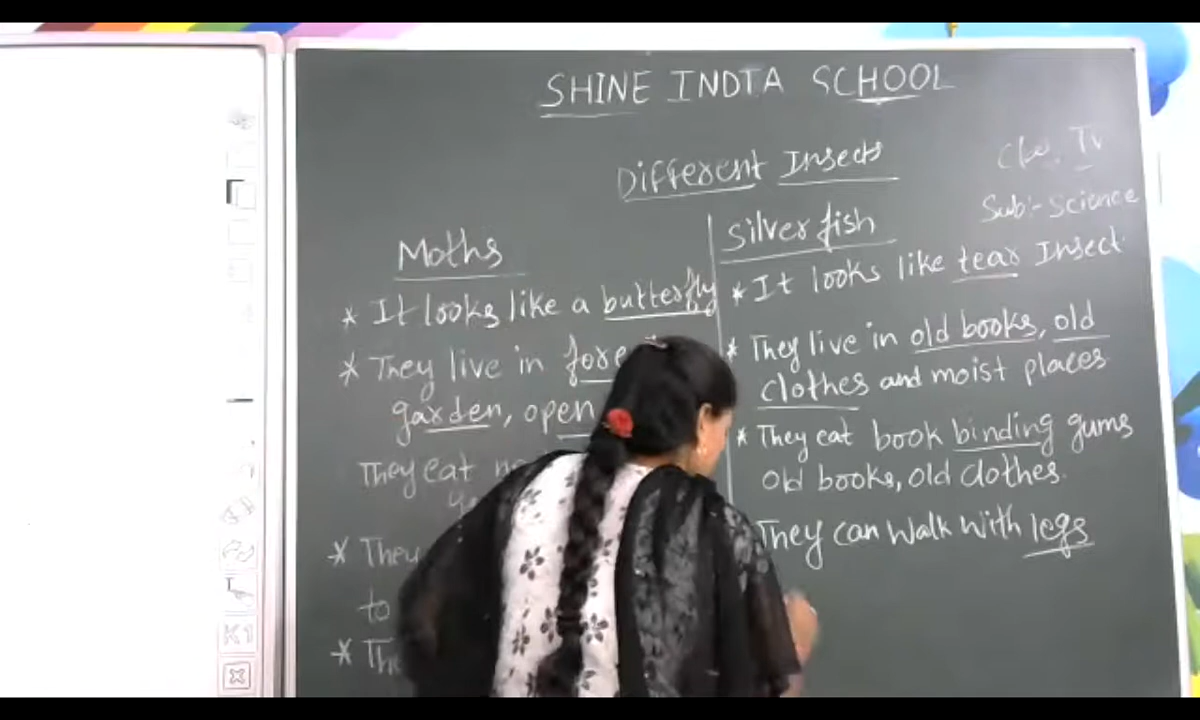 SHINE INDIA SCHOOL
Different Insects
Cls. IV
Sub:- Science
Moths
* It looks like a butterfly
* They live in
garden, open
They eat
* They
to
*
Silver fish
* It looks like tear Insect
* They live in old books, old
clothes and moist places
* They eat book binding gums
Old books, old clothes.
They can walk with legs
K1